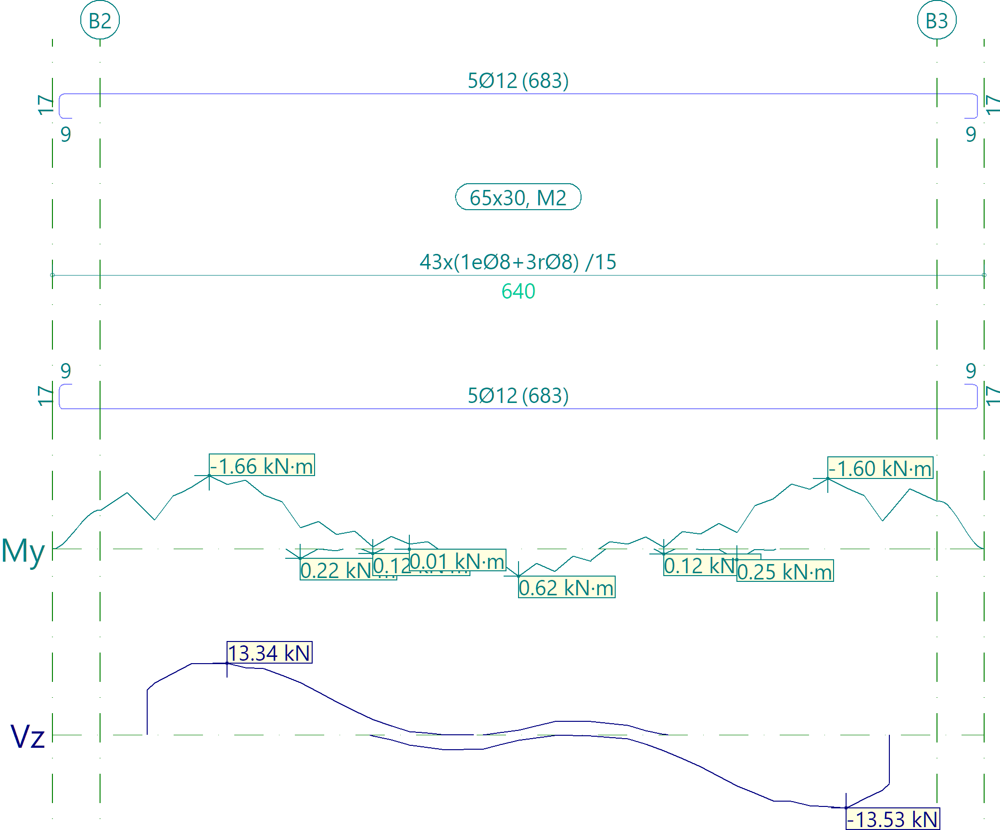 B2
B3
5Ø12 (683)
17
17
9
9
65x30, M2
43x(1eØ8+3rØ8) /15
640
9
9
17
17
5Ø12 (683)
-1.66 kN·m
-1.60 kN·m
My
0.22 kN·m
0.12 kN·m
0.01 kN·m
0.62 kN·m
0.12 kN
0.25 kN·m
13.34 kN
Vz
-13.53 kN